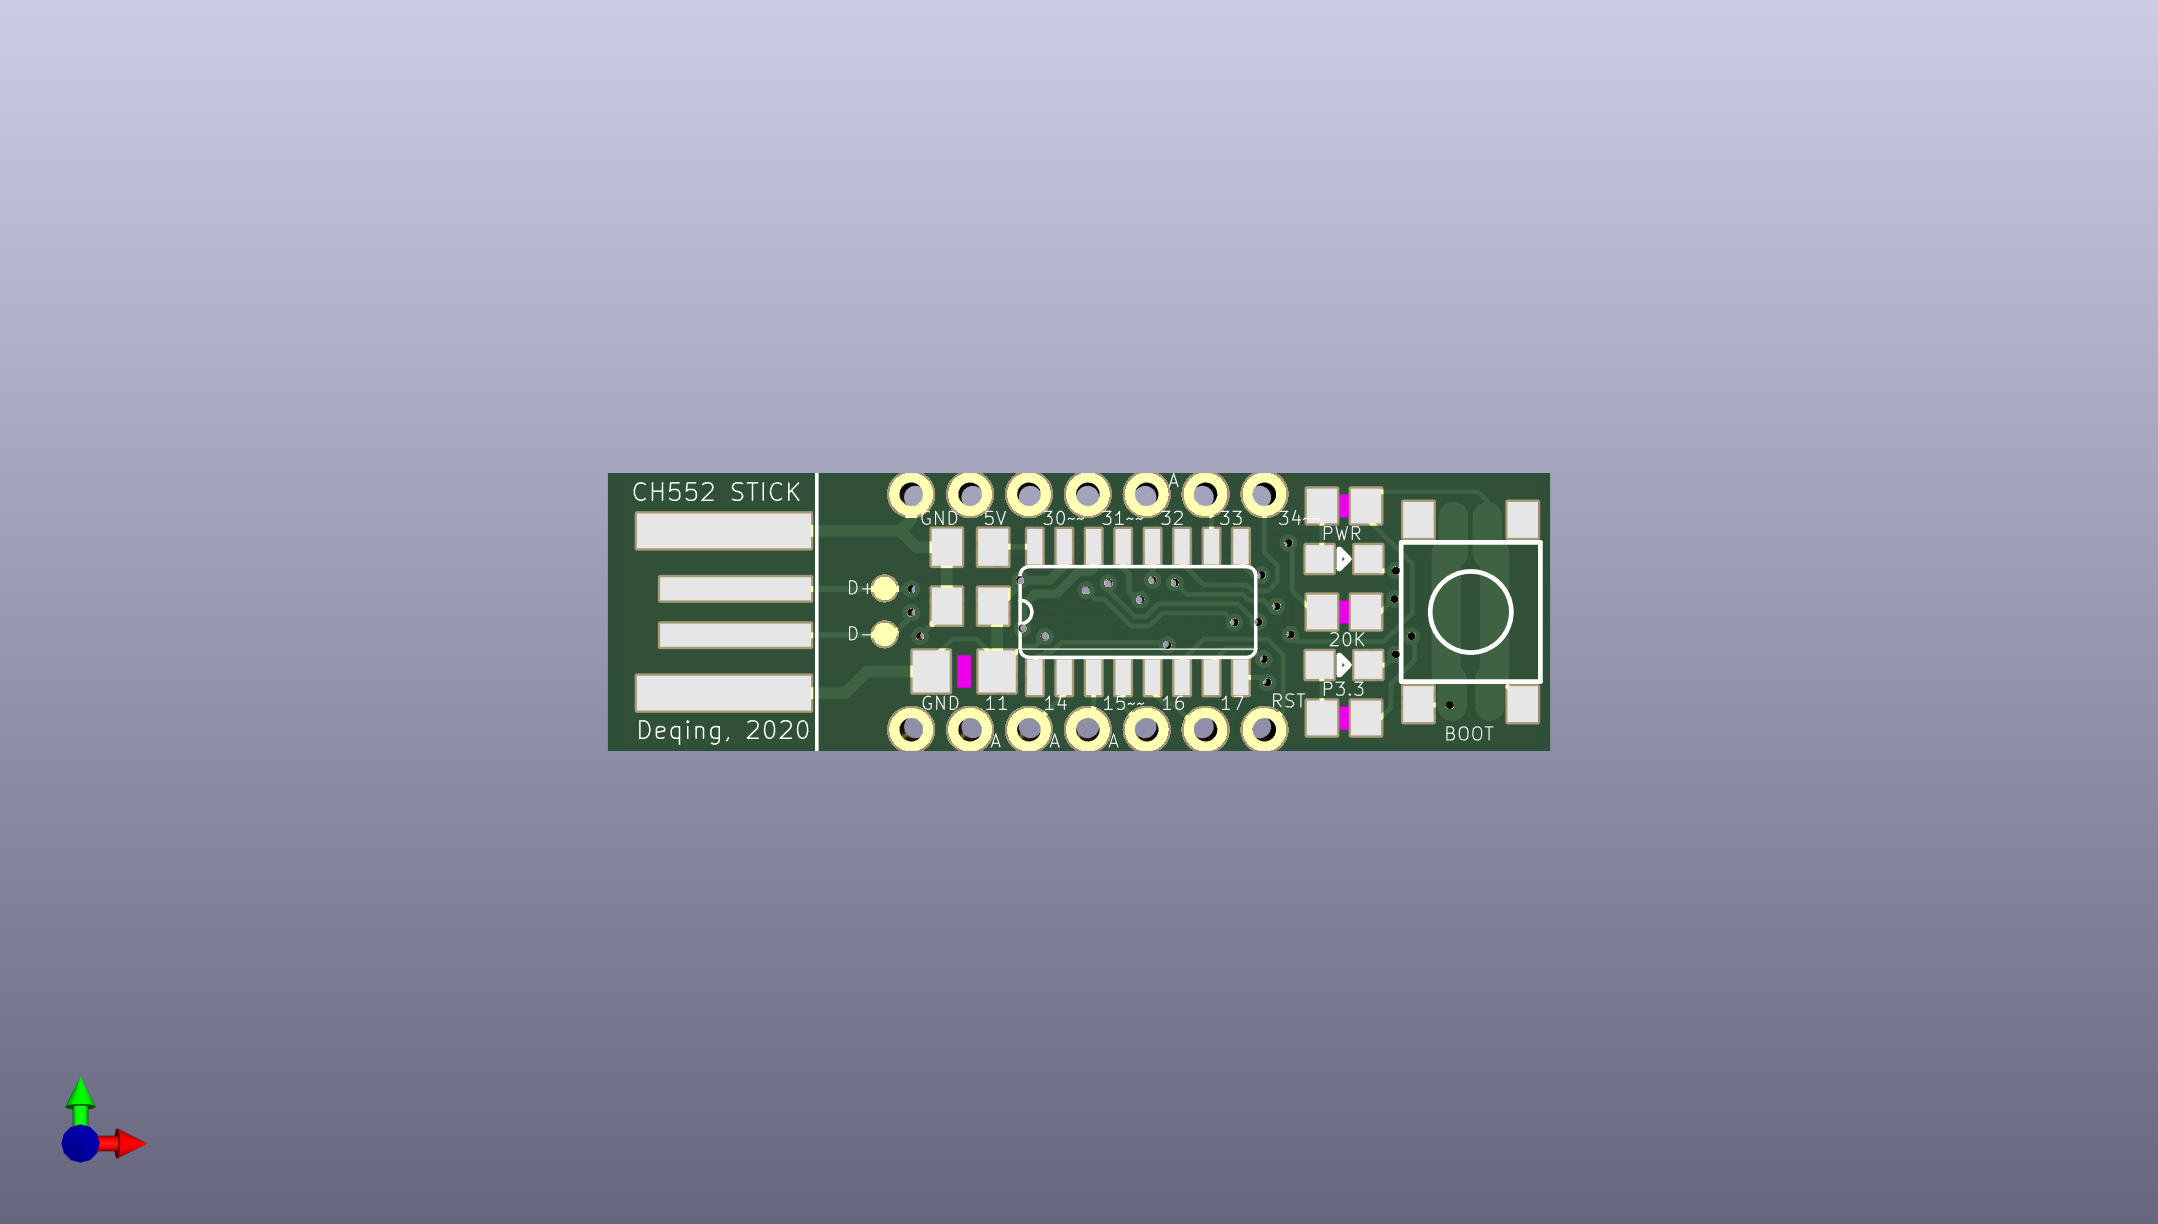 CH552 STICK
A
GND 5V 30~~ 31~~ 32 33 34~~
PWR
D+
D-
20K
P3.3
GND 11 14 15~~ 16 17 RST
Deqing, 2020
A A A
BOOT